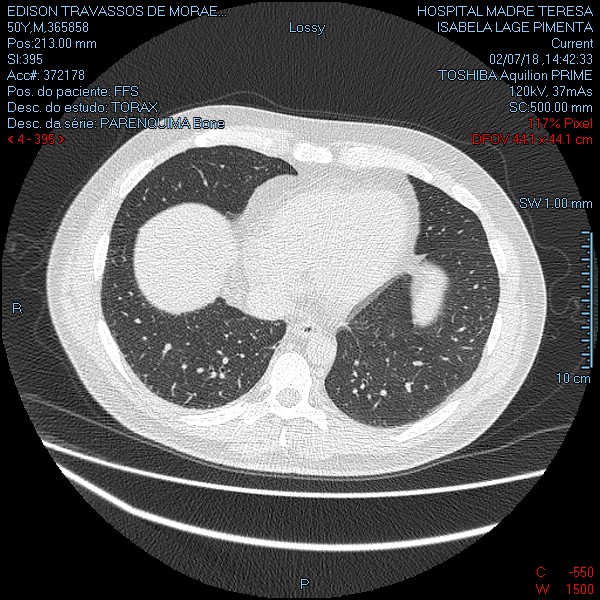 EDISON TRAVASSOS DE MORAE...
50Y,M,365858
Pos:213.00 mm
SI:395
Acc#: 372178
Pos. do paciente: FFS
Desc. do estudo: TORAX
Desc. da série: PARENQUIMA Bone
< 4 - 395 >
Lossy
HOSPITAL MADRE TERESA
ISABELA LAGE PIMENTA
Current
02/07/18 ,14:42:33
TOSHIBA Aquilion PRIME
120kV, 37mAs
SC:500.00 mm
117% Pixel
DFOV 44.1 x 44.1 cm
SW 1.00 mm
R
10 cm
P
C -550
W 1500